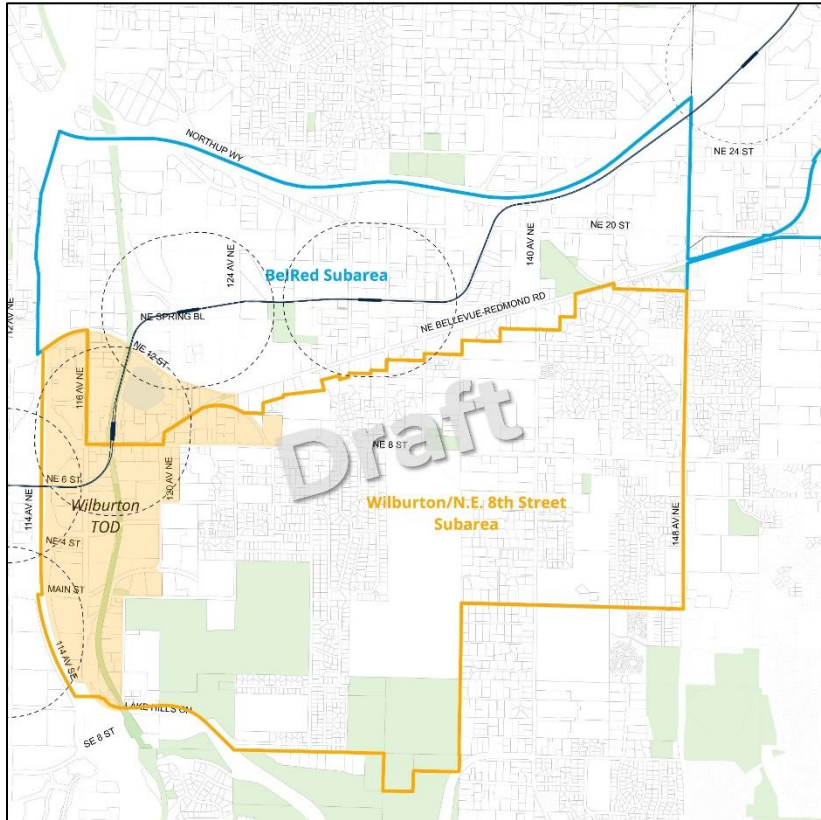 NORTHUP WY
NE 24 ST
124 AV NE
140 AV NE
NE 20 ST
BelRed Subarea
112 AV NE
NE SPRING BL
NE BELLEVUE-REDMOND RD
NE 12 ST
116 AV NE
Draft
NE 8 ST
120 AV NE
NE 6 ST
114 AV NE
Wilburton
TOD
Wilburton/N.E. 8th Street
Subarea
148 AV NE
NE 4 ST
MAIN ST
114 AV SE
LAKE HILLS CN
SE 8 ST